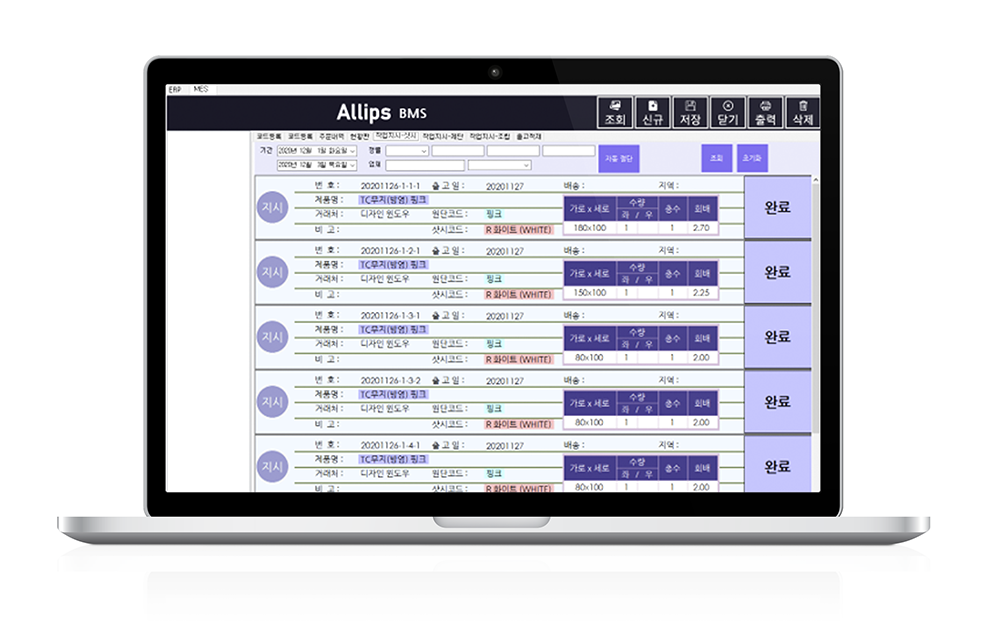 ERP MES
Allips BMS
조회 신규 저장 닫기 출력 삭제
코드등록 코드등록 주문내역 현황판 작업지시-샷시 작업지시-재단 작업지시-조립 출고적재
기간 2020년 12월 1일 화요일 정렬
2020년 12월 3일 목요일 업체
자동 절단 조회 초기화
지시
번 호 : 20201126-1-1-1 출 고 일 : 20201127 배송 : 지역 :
제품명 : TC무지(방염) 핑크
거래처 : 디자인 윈도우 원단코드 : 핑크
비 고 : 샷시코드 : R 화이트 (WHITE)
가로 x 세로 수량 좌 / 우 총수 회배
180x100 1 1 2.70
완료
지시
번 호 : 20201126-1-2-1 출 고 일 : 20201127 배송 : 지역 :
제품명 : TC무지(방염) 핑크
거래처 : 디자인 윈도우 원단코드 : 핑크
비 고 : 샷시코드 : R 화이트 (WHITE)
가로 x 세로 수량 좌 / 우 총수 회배
150x100 1 1 2.25
완료
지시
번 호 : 20201126-1-3-1 출 고 일 : 20201127 배송 : 지역 :
제품명 : TC무지(방염) 핑크
거래처 : 디자인 윈도우 원단코드 : 핑크
비 고 : 샷시코드 : R 화이트 (WHITE)
가로 x 세로 수량 좌 / 우 총수 회배
80x100 1 1 2.00
완료
지시
번 호 : 20201126-1-3-2 출 고 일 : 20201127 배송 : 지역 :
제품명 : TC무지(방염) 핑크
거래처 : 디자인 윈도우 원단코드 : 핑크
비 고 : 샷시코드 : R 화이트 (WHITE)
가로 x 세로 수량 좌 / 우 총수 회배
80x100 1 1 2.00
완료
지시
번 호 : 20201126-1-4-1 출 고 일 : 20201127 배송 : 지역 :
제품명 : TC무지(방염) 핑크
거래처 : 디자인 윈도우 원단코드 : 핑크
비 고 : 샷시코드 : R 화이트 (WHITE)
가로 x 세로 수량 좌 / 우 총수 회배
80x100 1 1 2.00
완료